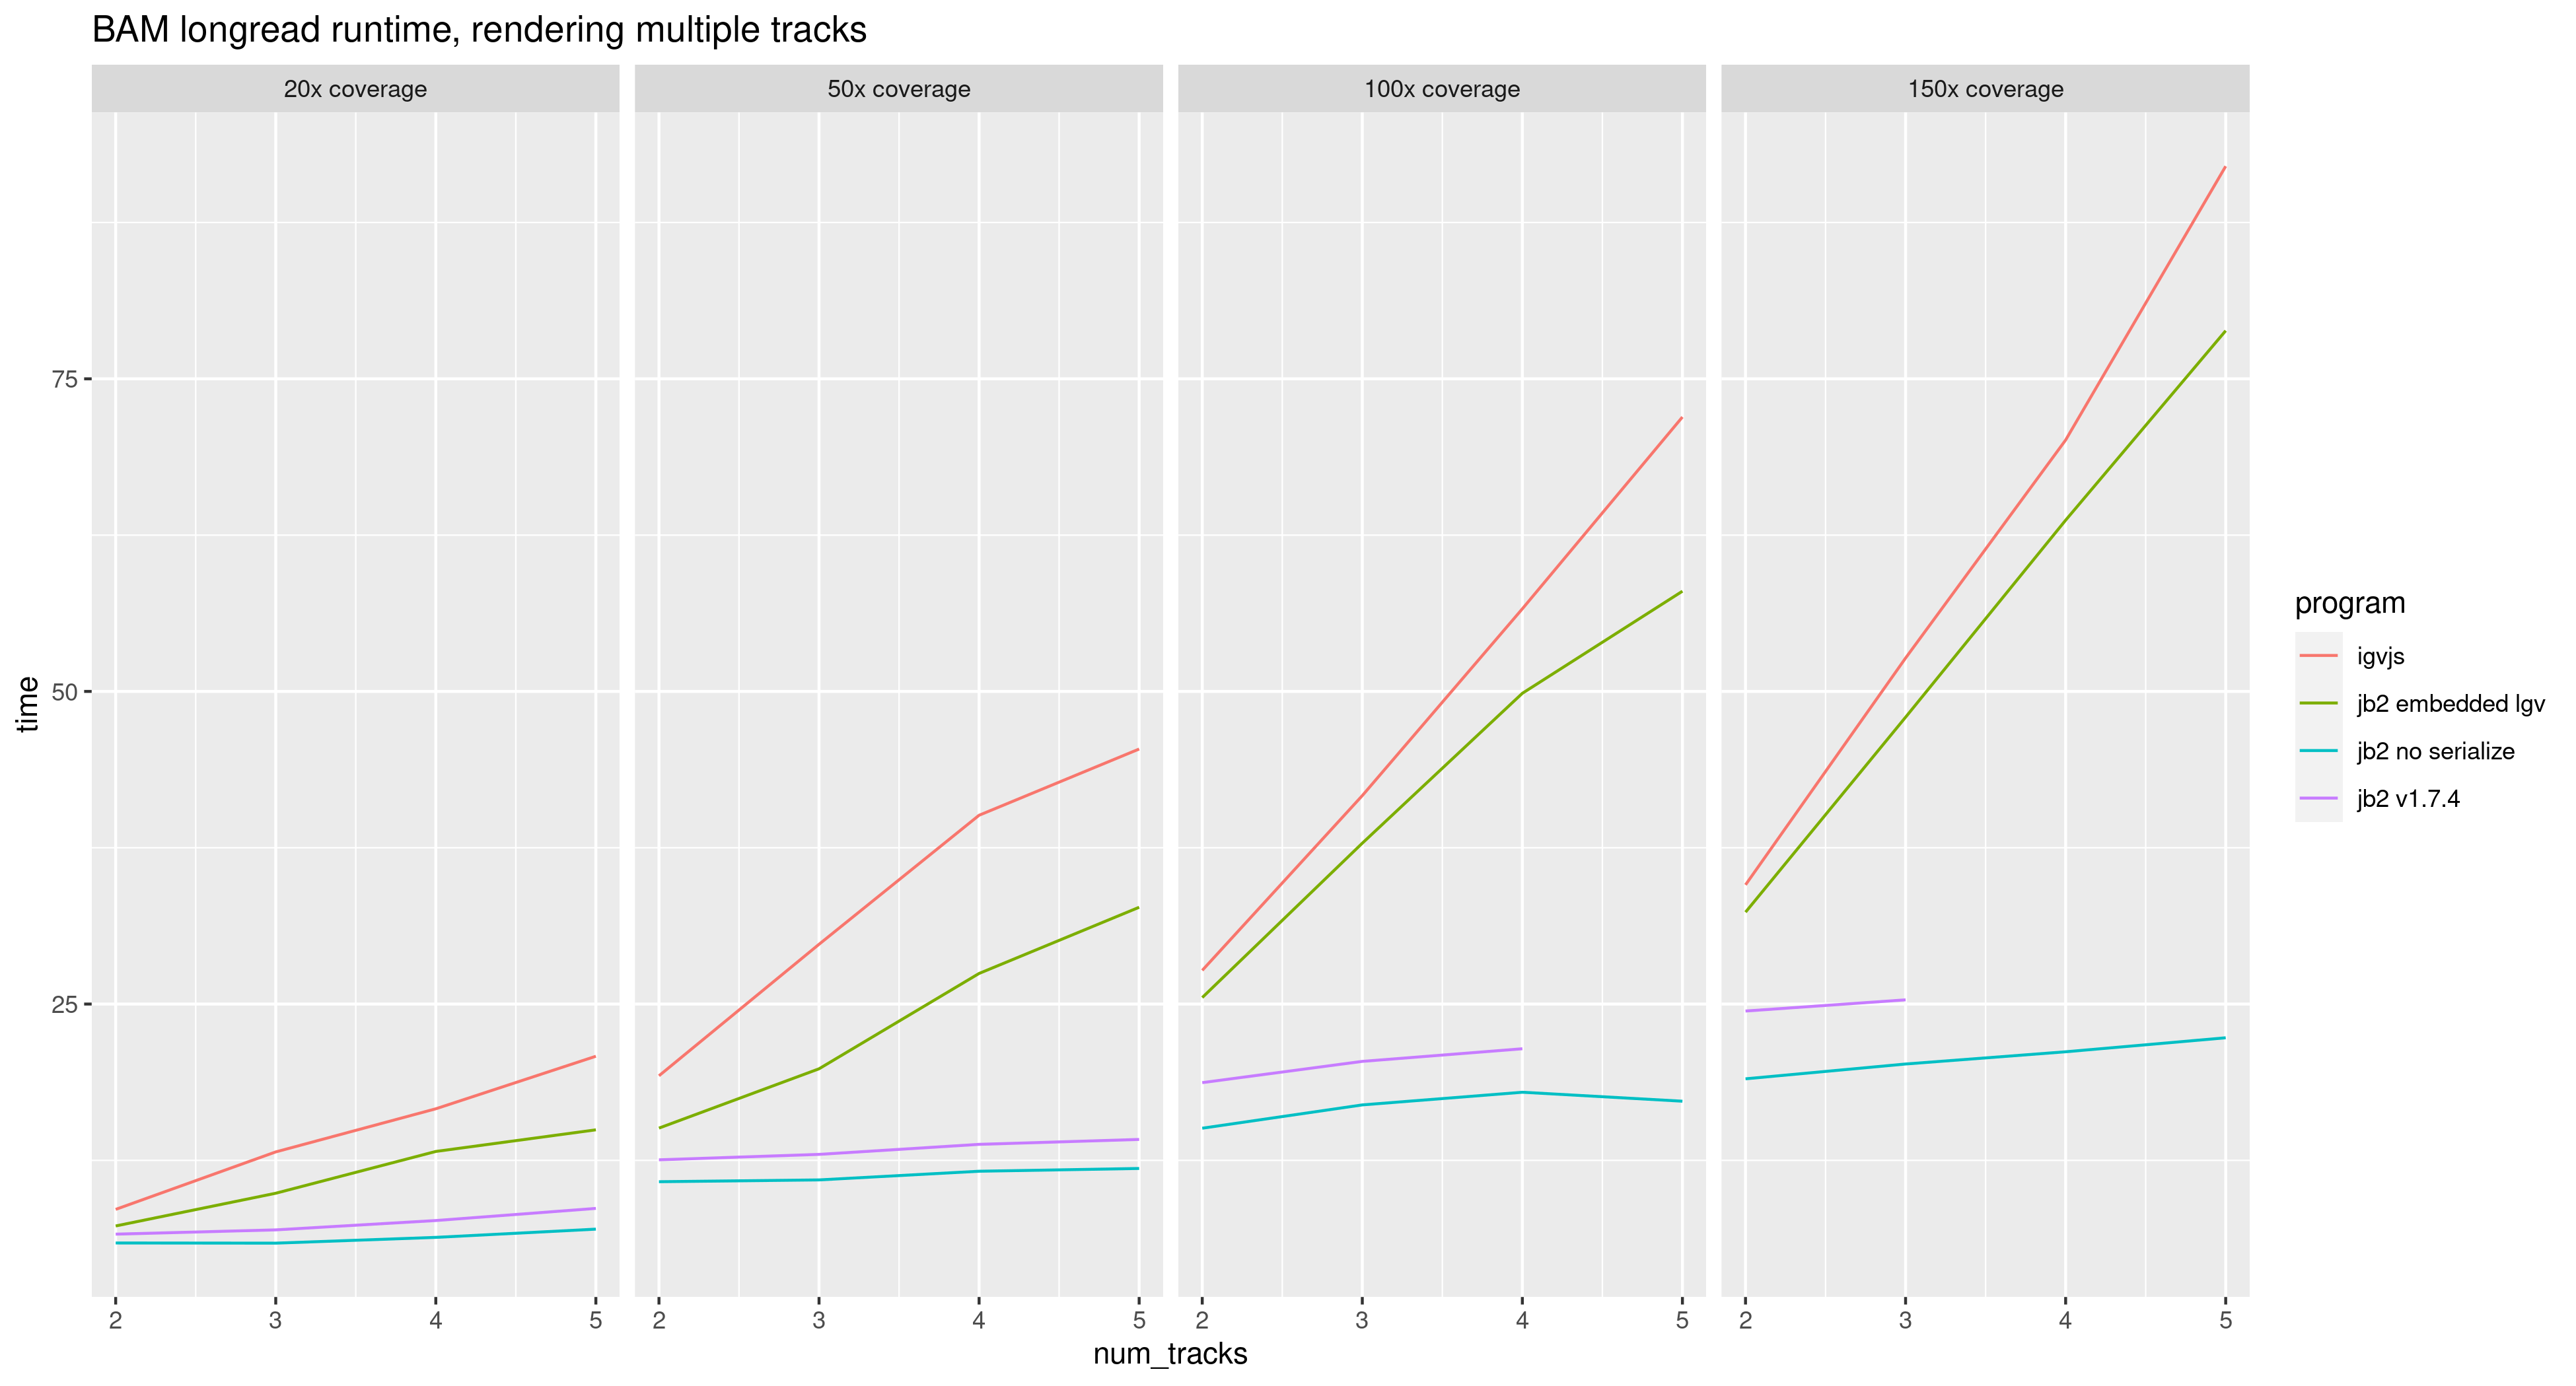 BAM longread runtime, rendering multiple tracks
20x coverage
50x coverage
100x coverage
150x coverage
time
75
50
25
2 3 4 5
2 3 4 5
2 3 4 5
2 3 4 5
num_tracks
program
igvjs
jb2 embedded lgv
jb2 no serialize
jb2 v1.7.4